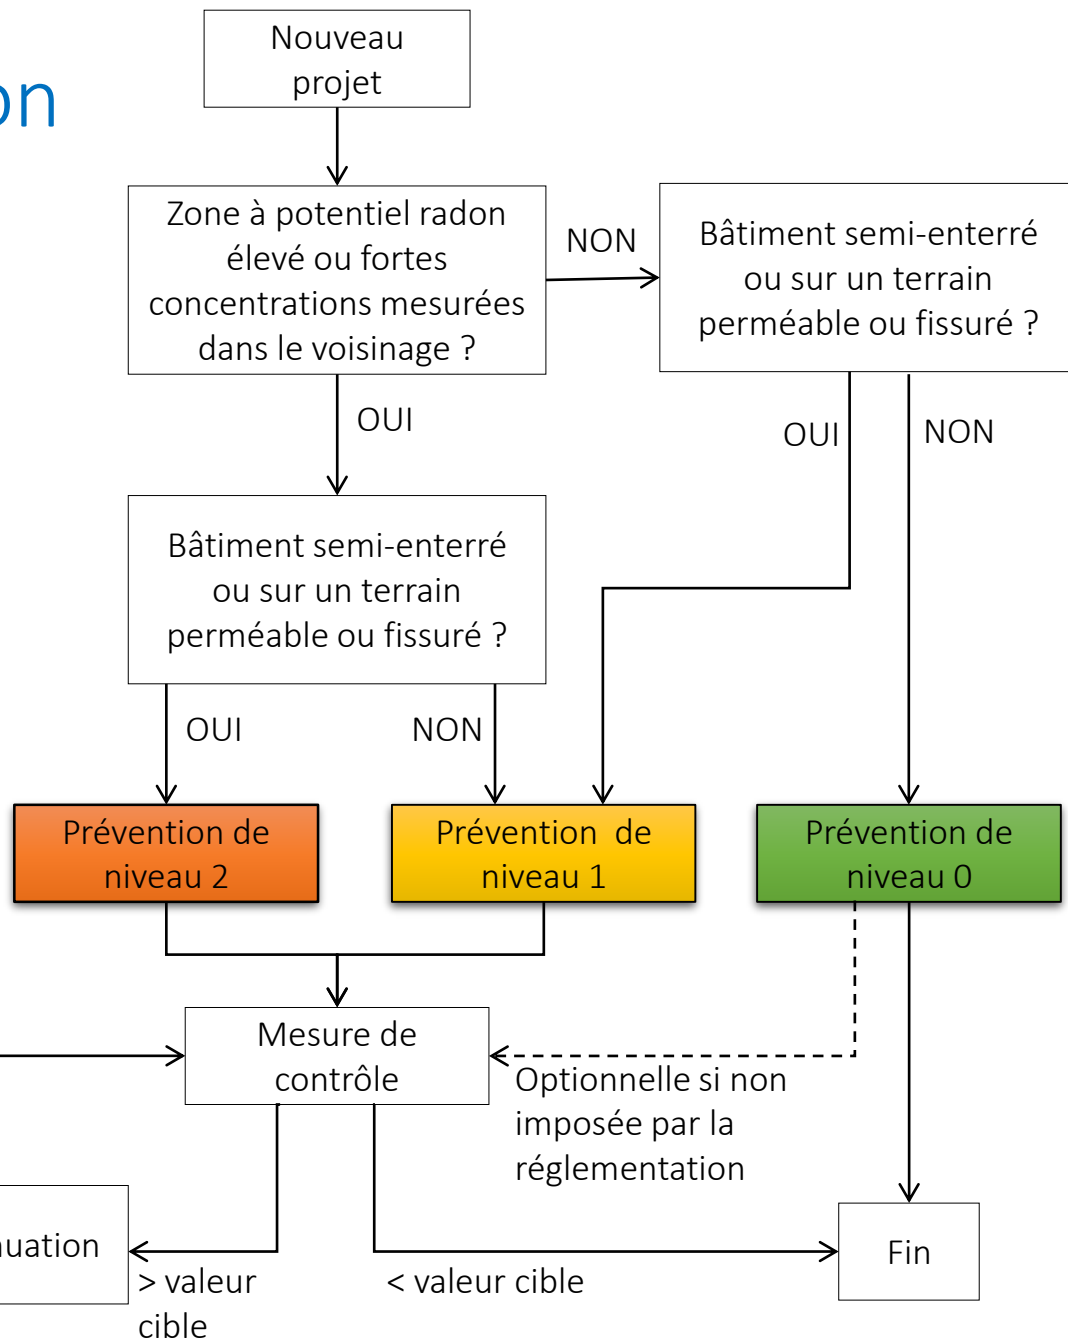 Nouveau
projet
on
Zone à potentiel radon
élevé ou fortes
concentrations mesurées
dans le voisinage ?
NON
Bâtiment semi-enterré
ou sur un terrain
perméable ou fissuré ?
OUI
OUI
NON
Bâtiment semi-enterré
ou sur un terrain
perméable ou fissuré ?
OUI
NON
Prévention de
niveau 2
Prévention de
niveau 1
Prévention de
niveau 0
Mesure de
contrôle
Optionnelle si non
imposée par la
réglementation
uation
> valeur
cible
< valeur cible
Fin